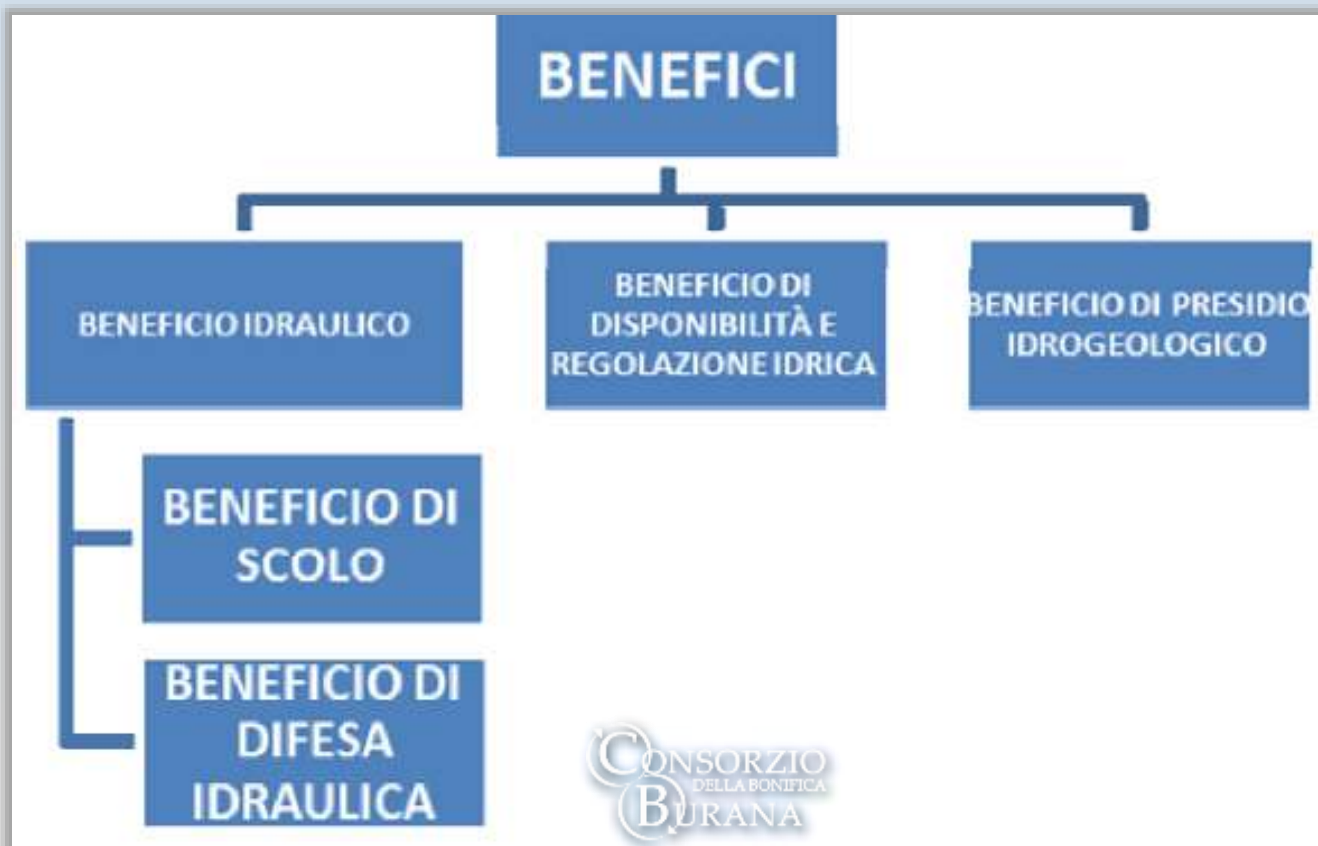 BENEFICI
BENEFICIO IDRAULICO
BENEFICIO DI
DISPONIBILITÀ E
REGOLAZIONE IDRICA
BENEFICIO DI PRESIDIO
IDROGEOLOGICO
BENEFICIO DI
SCOLO
BENEFICIO DI
DIFESA
IDRAULICA
CONSORZIO
DELLA BONIFICA
BURANA